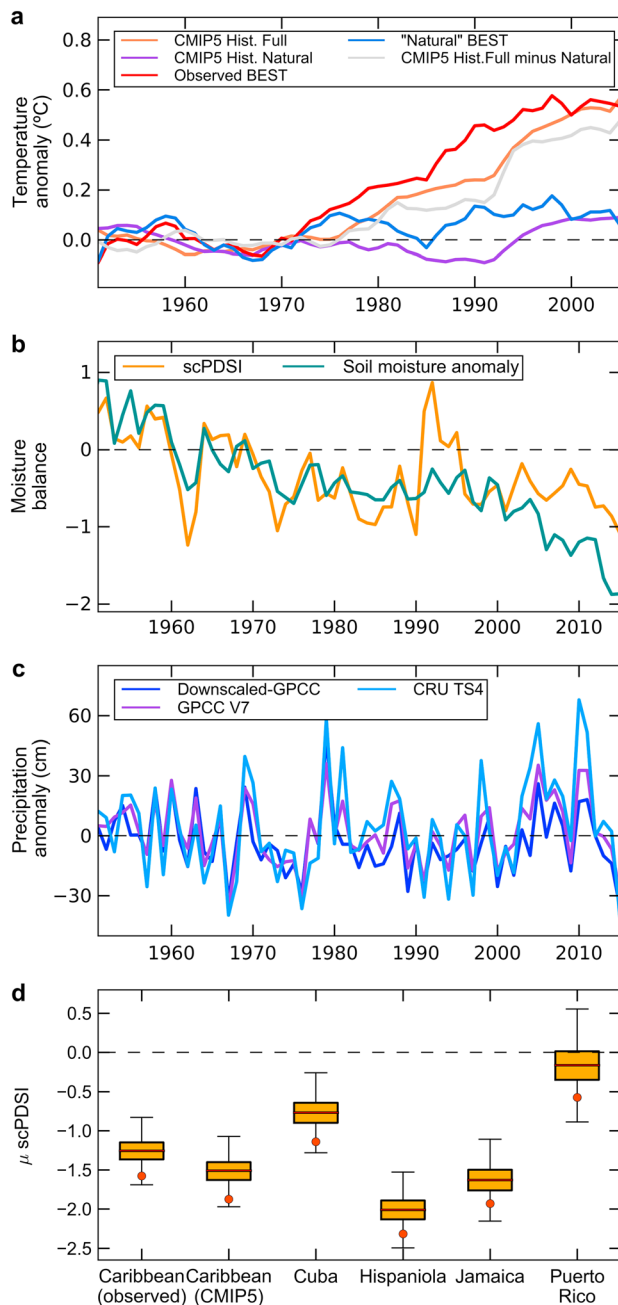 a
CMIP5 Hist. Full
"Natural" BEST
CMIP5 Hist. Natural
CMIP5 Hist.Full minus Natural
Observed BEST
Temperature
anomaly (ºC)
0.8
0.6
0.4
0.2
0.0
1960 1970 1980 1990 2000
b
scPDSI
Soil moisture anomaly
Moisture
balance
1
0
−1
−2
1960 1970 1980 1990 2000 2010
c
Downscaled-GPCC
CRU TS4
GPCC V7
Precipitation
anomaly (cm)
60
30
0
−30
1960 1970 1980 1990 2000 2010
d
μ scPDSI
0.5
0.0
−0.5
−1.0
−1.5
−2.0
−2.5
Caribbean
(observed)
Caribbean
(CMIP5)
Cuba
Hispaniola
Jamaica
Puerto
Rico